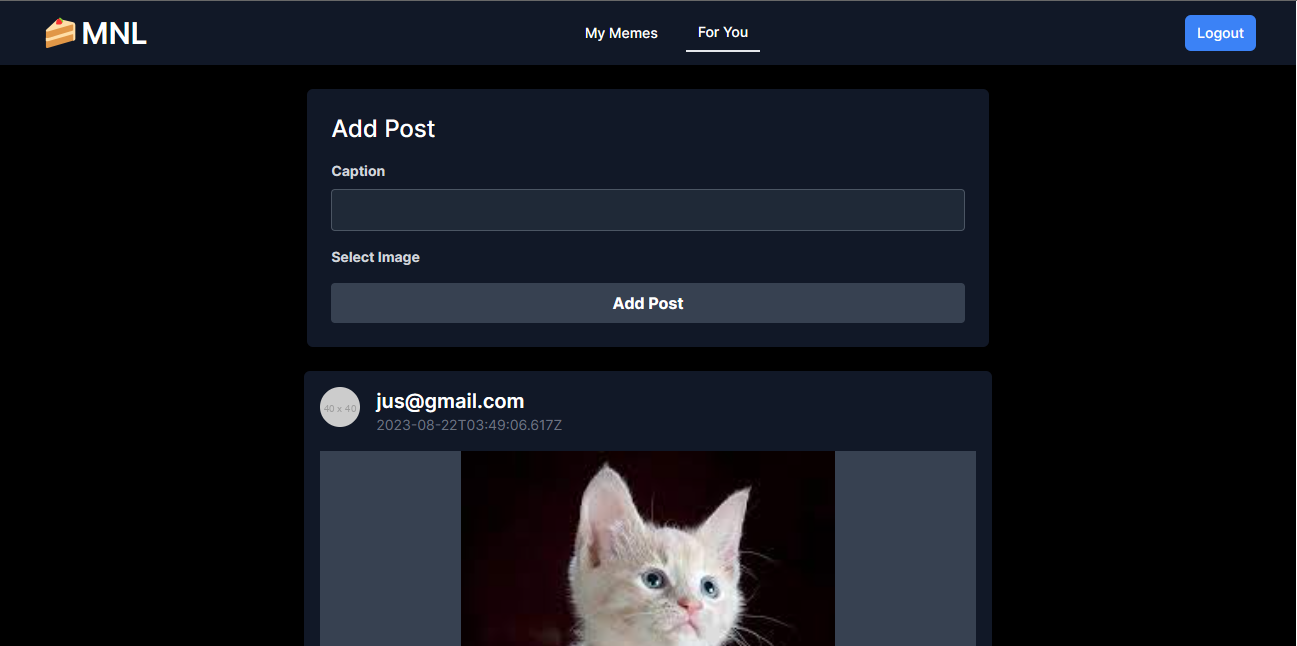 MNL
My Memes
For You
Logout
Add Post
Caption
Select Image
Add Post
40 x 40
jus@gmail.com
2023-08-22T03:49:06.617Z